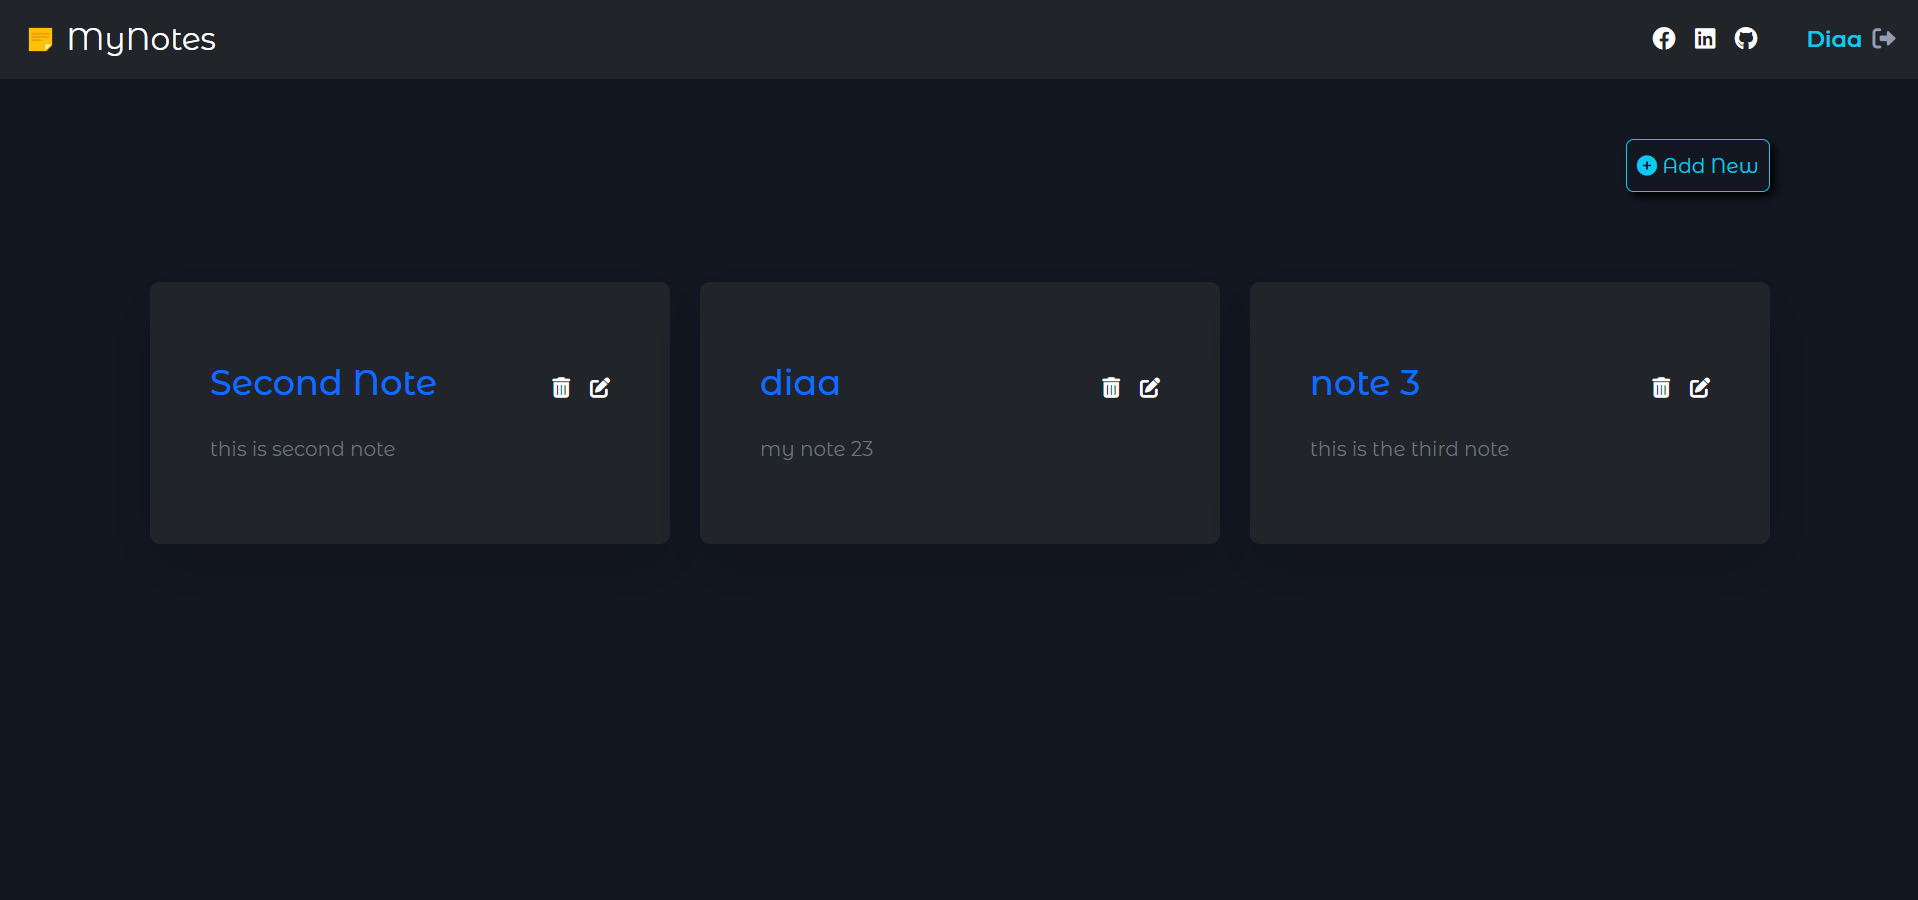 MyNotes
Diaa
Add New
Second Note
this is second note
diaa
my note 23
note 3
this is the third note